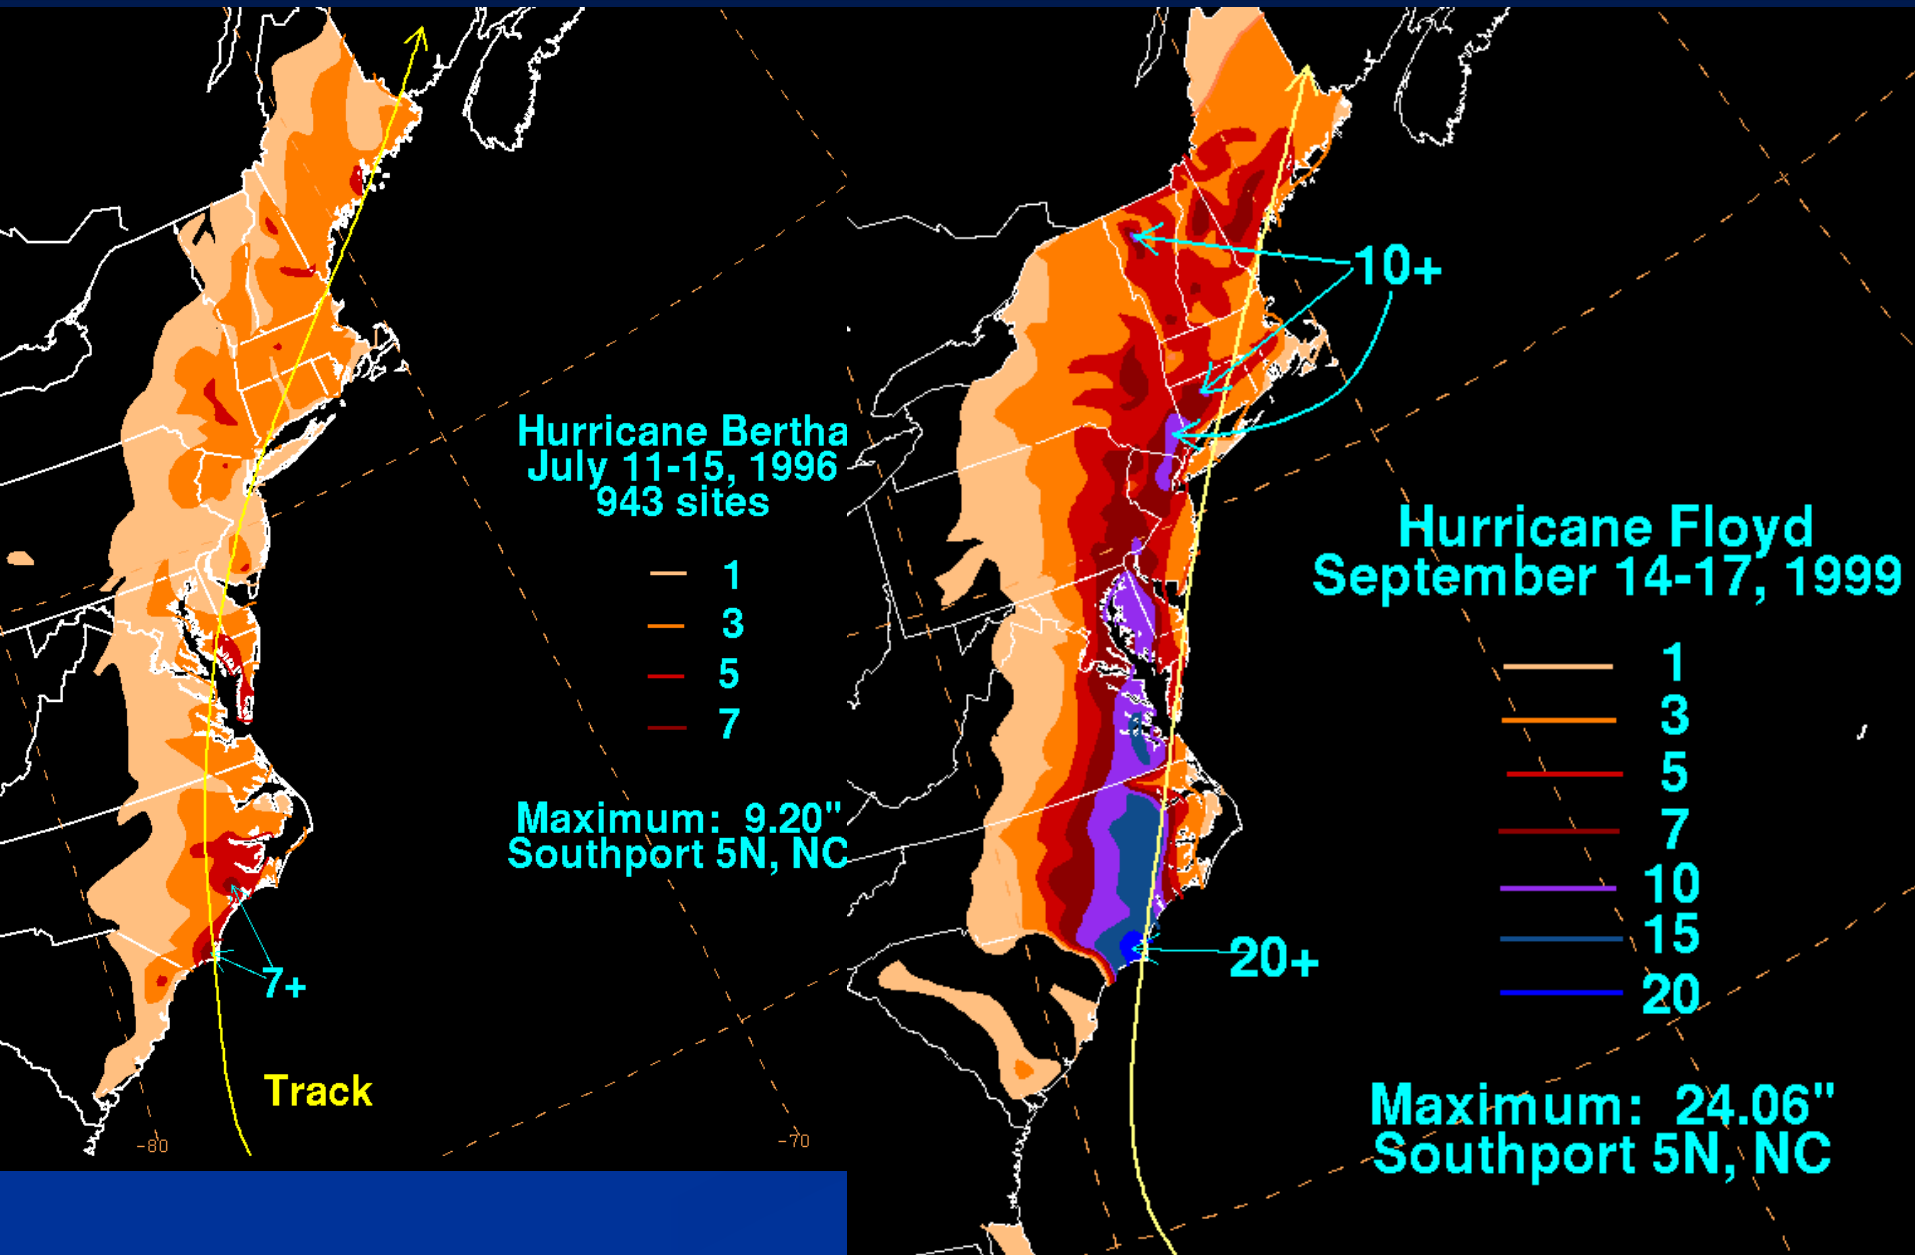 Hurricane Bertha
July 11-15, 1996
943 sites
1
3
5
7
Maximum: 9.20"
Southport 5N, NC
7+
Track
-80
-70
10+
Hurricane Floyd
September 14-17, 1999
1
3
5
7
10
15
20
20+
Maximum: 24.06"
Southport 5N, NC